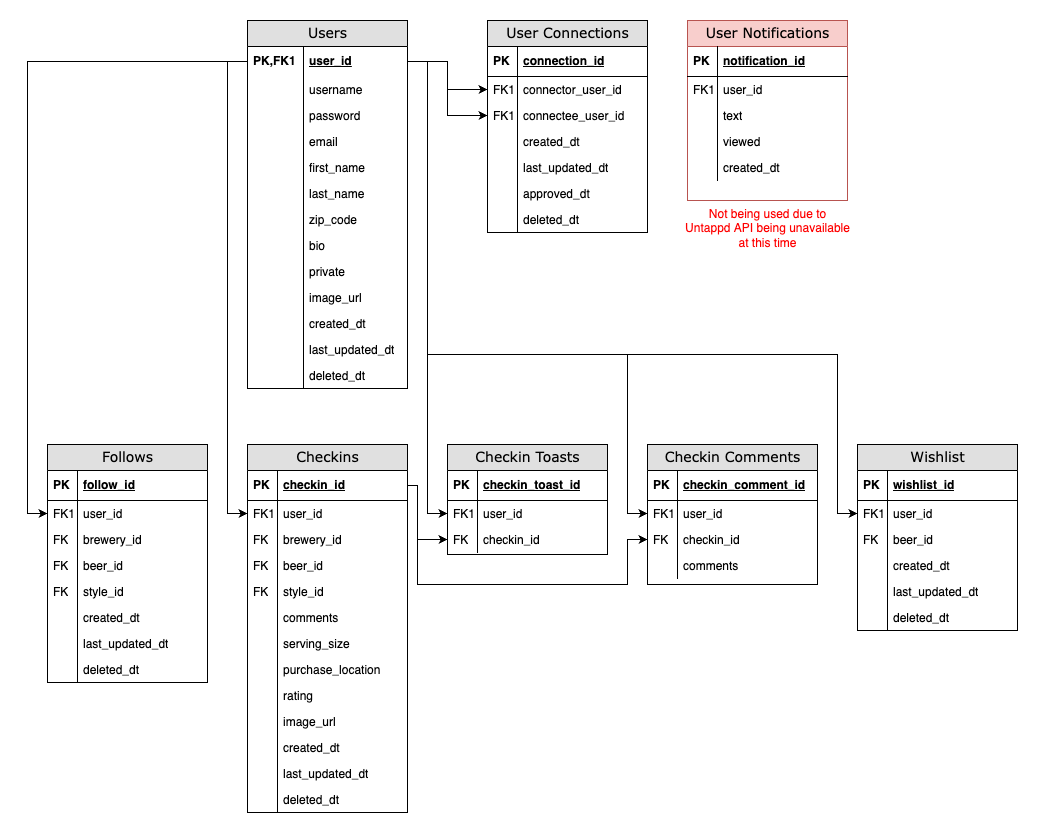 Users
PK,FK1 user_id
username
password
email
first_name
last_name
zip_code
bio
private
image_url
created_dt
last_updated_dt
deleted_dt
User Connections
PK connection_id
FK1 connector_user_id
FK1 connectee_user_id
created_dt
last_updated_dt
approved_dt
deleted_dt
User Notifications
PK notification_id
FK1 user_id
text
viewed
created_dt
Not being used due to
Untappd API being unavailable
at this time
Follows
PK follow_id
FK1 user_id
FK brewery_id
FK beer_id
FK style_id
created_dt
last_updated_dt
deleted_dt
Checkins
PK checkin_id
FK1 user_id
FK brewery_id
FK beer_id
FK style_id
comments
serving_size
purchase_location
rating
image_url
created_dt
last_updated_dt
deleted_dt
Checkin Toasts
PK checkin_toast_id
FK1 user_id
FK checkin_id
Checkin Comments
PK checkin_comment_id
FK1 user_id
FK checkin_id
comments
Wishlist
PK wishlist_id
FK1 user_id
FK beer_id
created_dt
last_updated_dt
deleted_dt